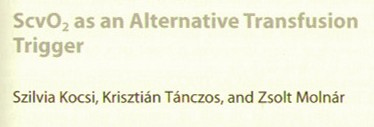 ScvO₂ as an Alternative Transfusion
Trigger
Szilvia Kocsi, Krisztián Tánczos, and Zsolt Molnár